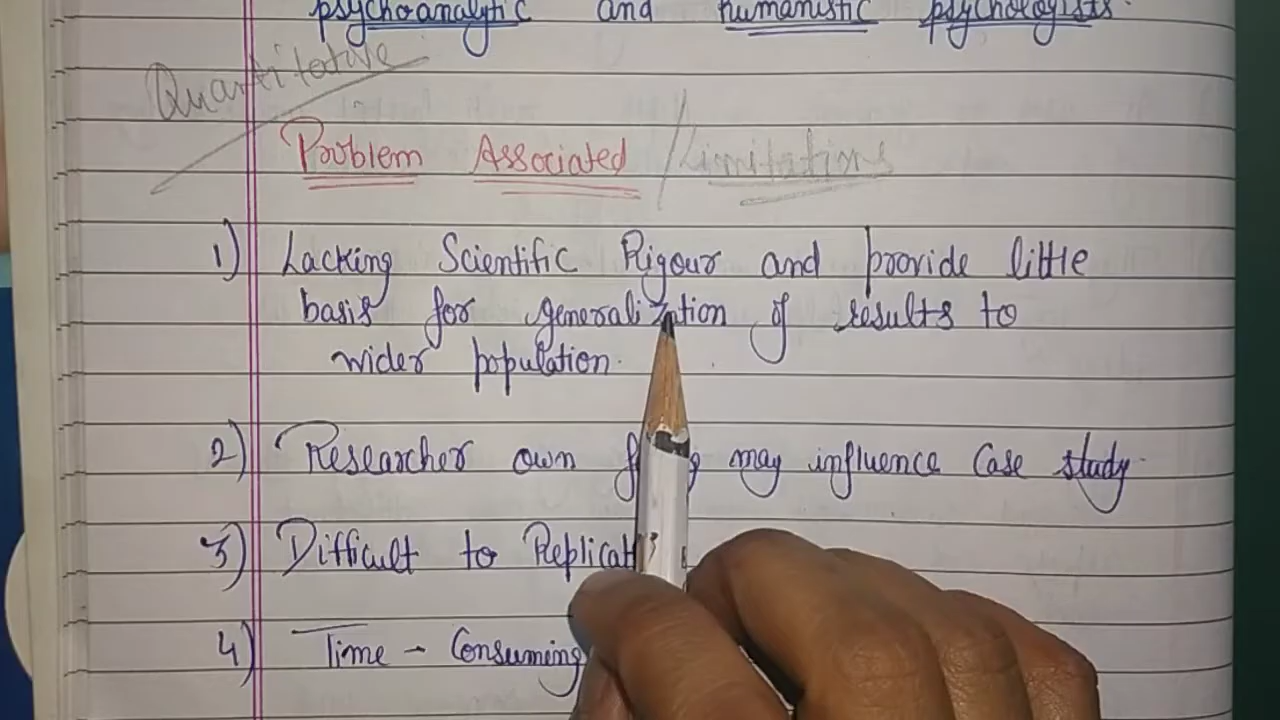 psychoanalytic and humanistic psychologists.
Quantitative
Problem Associated / Limitations
1) Lacking Scientific Rigour and provide little
basis for generalization of results to
wider population.
2) Researcher own may influence Case study.
3) Difficult to
4) Time - Consuming